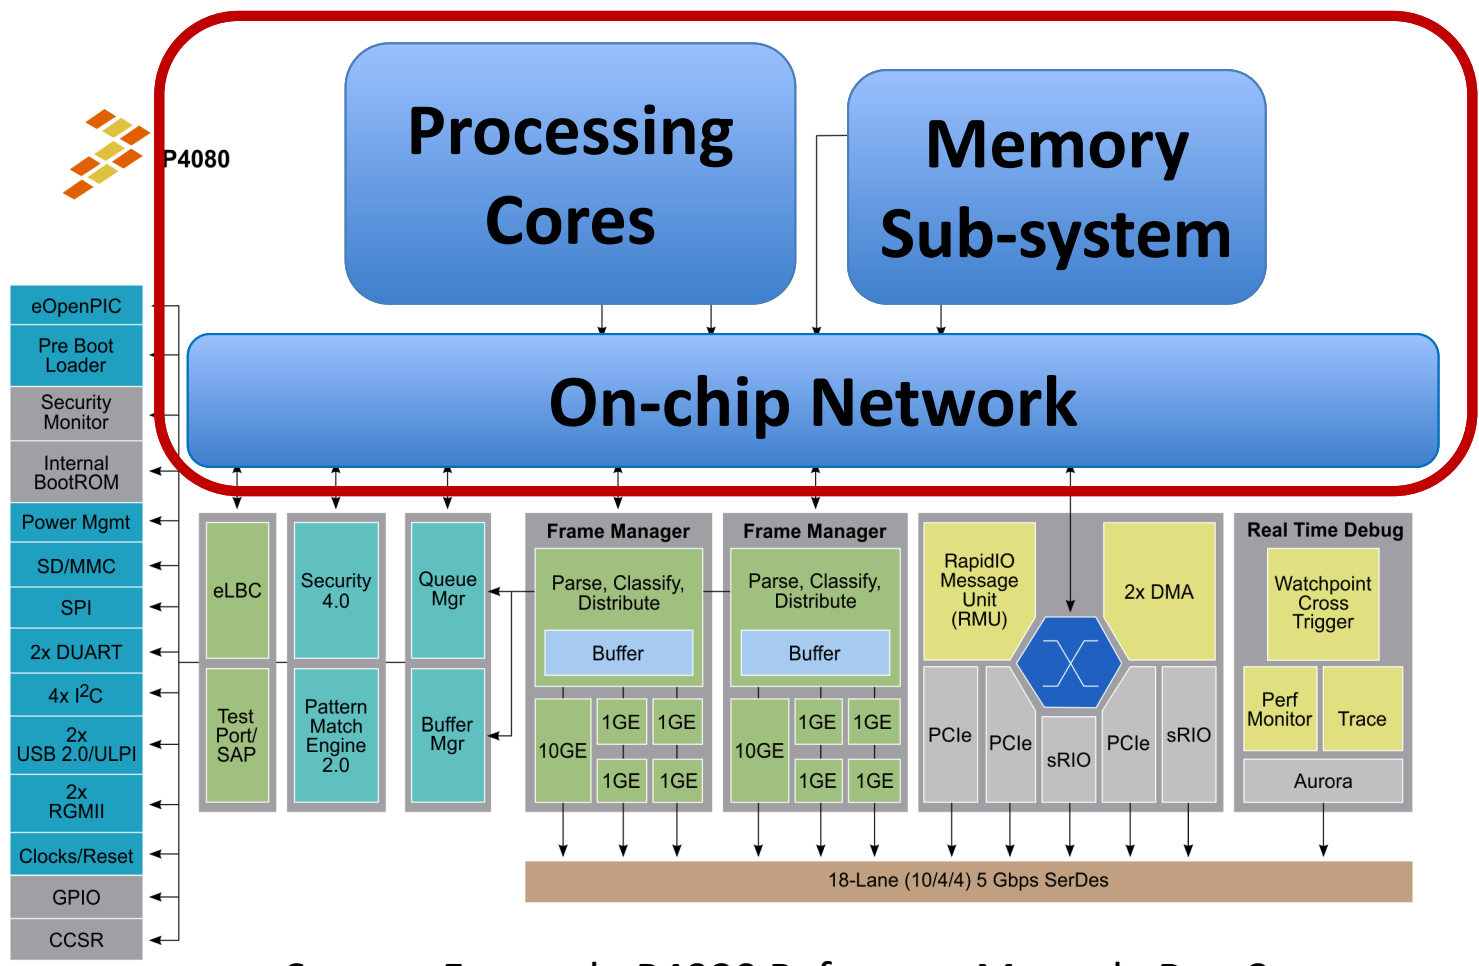 Processing
Cores
Memory
Sub-system
P4080
On-chip Network
eOpenPIC
Pre Boot
Loader
Security
Monitor
Internal
BootROM
Power Mgmt
SD/MMC
SPI
2x DUART
4x I²C
2x
USB 2.0/ULPI
2x
RGMII
Clocks/Reset
GPIO
CCSR
eLBC
Test
Port/
SAP
Security
4.0
Pattern
Match
Engine
2.0
Queue
Mgr
Buffer
Mgr
Frame Manager
Parse, Classify,
Distribute
Buffer
10GE
1GE
1GE
1GE
1GE
Frame Manager
Parse, Classify,
Distribute
Buffer
10GE
1GE
1GE
1GE
1GE
RapidIO
Message
Unit
(RMU)
2x DMA
PCIe
PCIe
sRIO
PCIe
sRIO
Real Time Debug
Watchpoint
Cross
Trigger
Perf
Monitor
Trace
Aurora
18-Lane (10/4/4) 5 Gbps SerDes